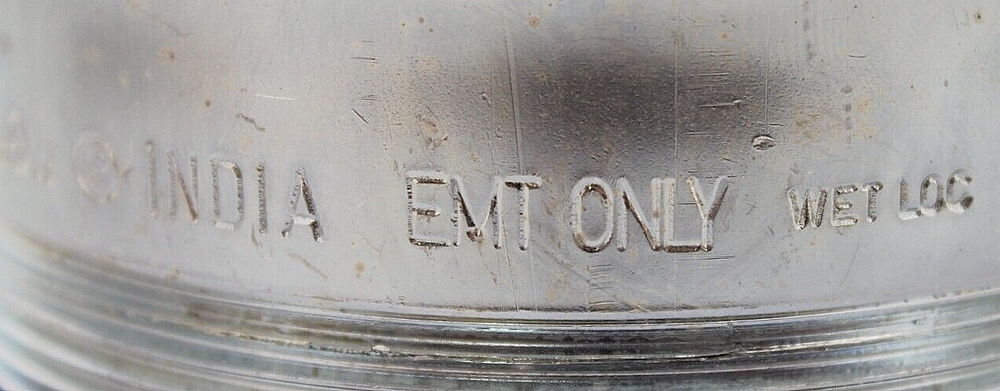 INDIA EMT ONLY WET LOC